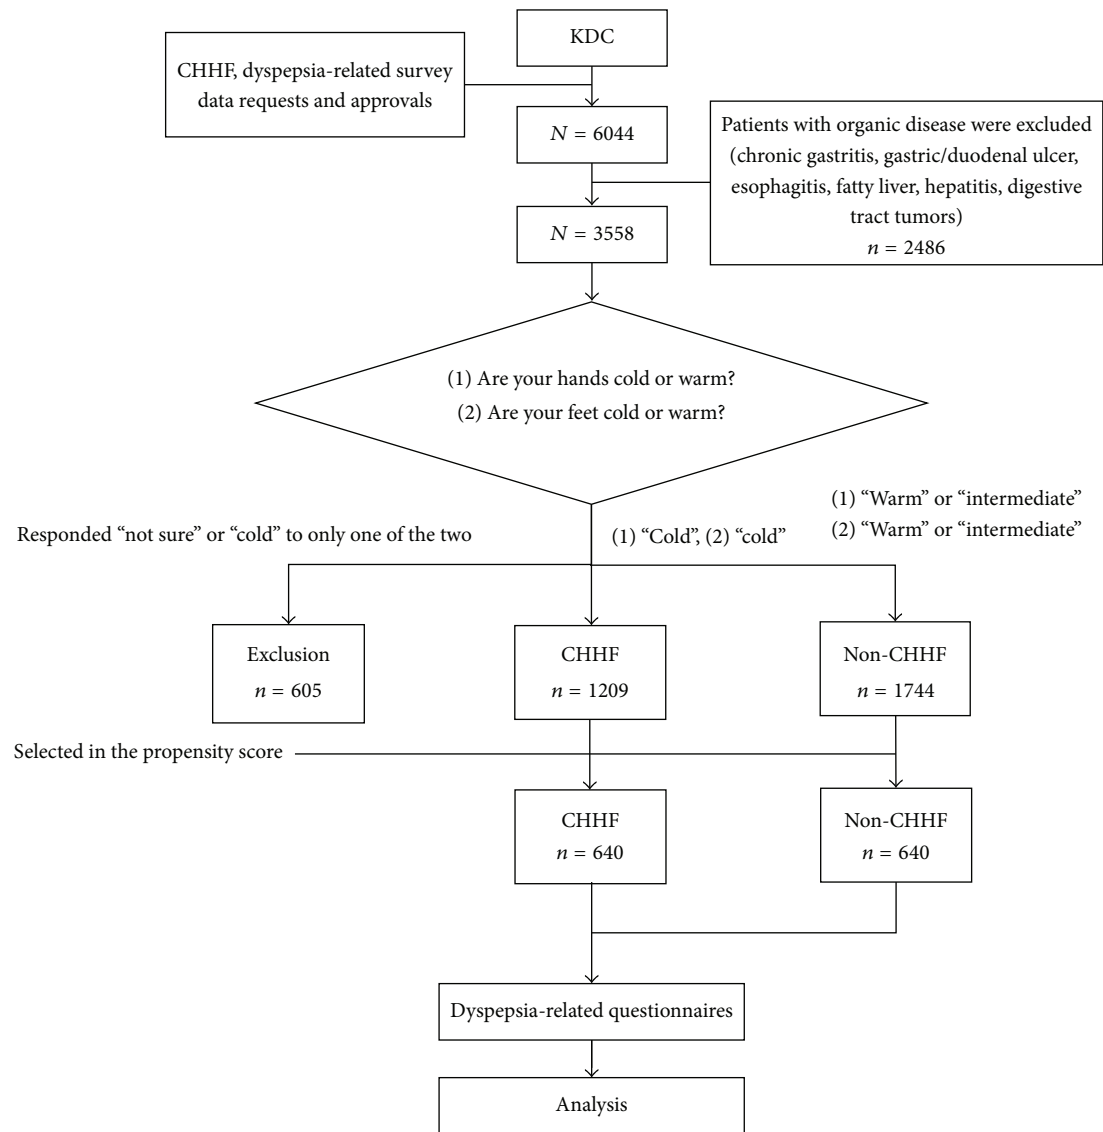 KDC
CHHF, dyspepsia-related survey
data requests and approvals
N = 6044
Patients with organic disease were excluded
(chronic gastritis, gastric/duodenal ulcer,
esophagitis, fatty liver, hepatitis, digestive
tract tumors)
n = 2486
N = 3558
(1) Are your hands cold or warm?
(2) Are your feet cold or warm?
Responded “not sure” or “cold” to only one of the two
(1) “Cold”, (2) “cold”
(1) “Warm” or “intermediate”
(2) “Warm” or “intermediate”
Exclusion
n = 605
CHHF
n = 1209
Non-CHHF
n = 1744
Selected in the propensity score
CHHF
n = 640
Non-CHHF
n = 640
Dyspepsia-related questionnaires
Analysis